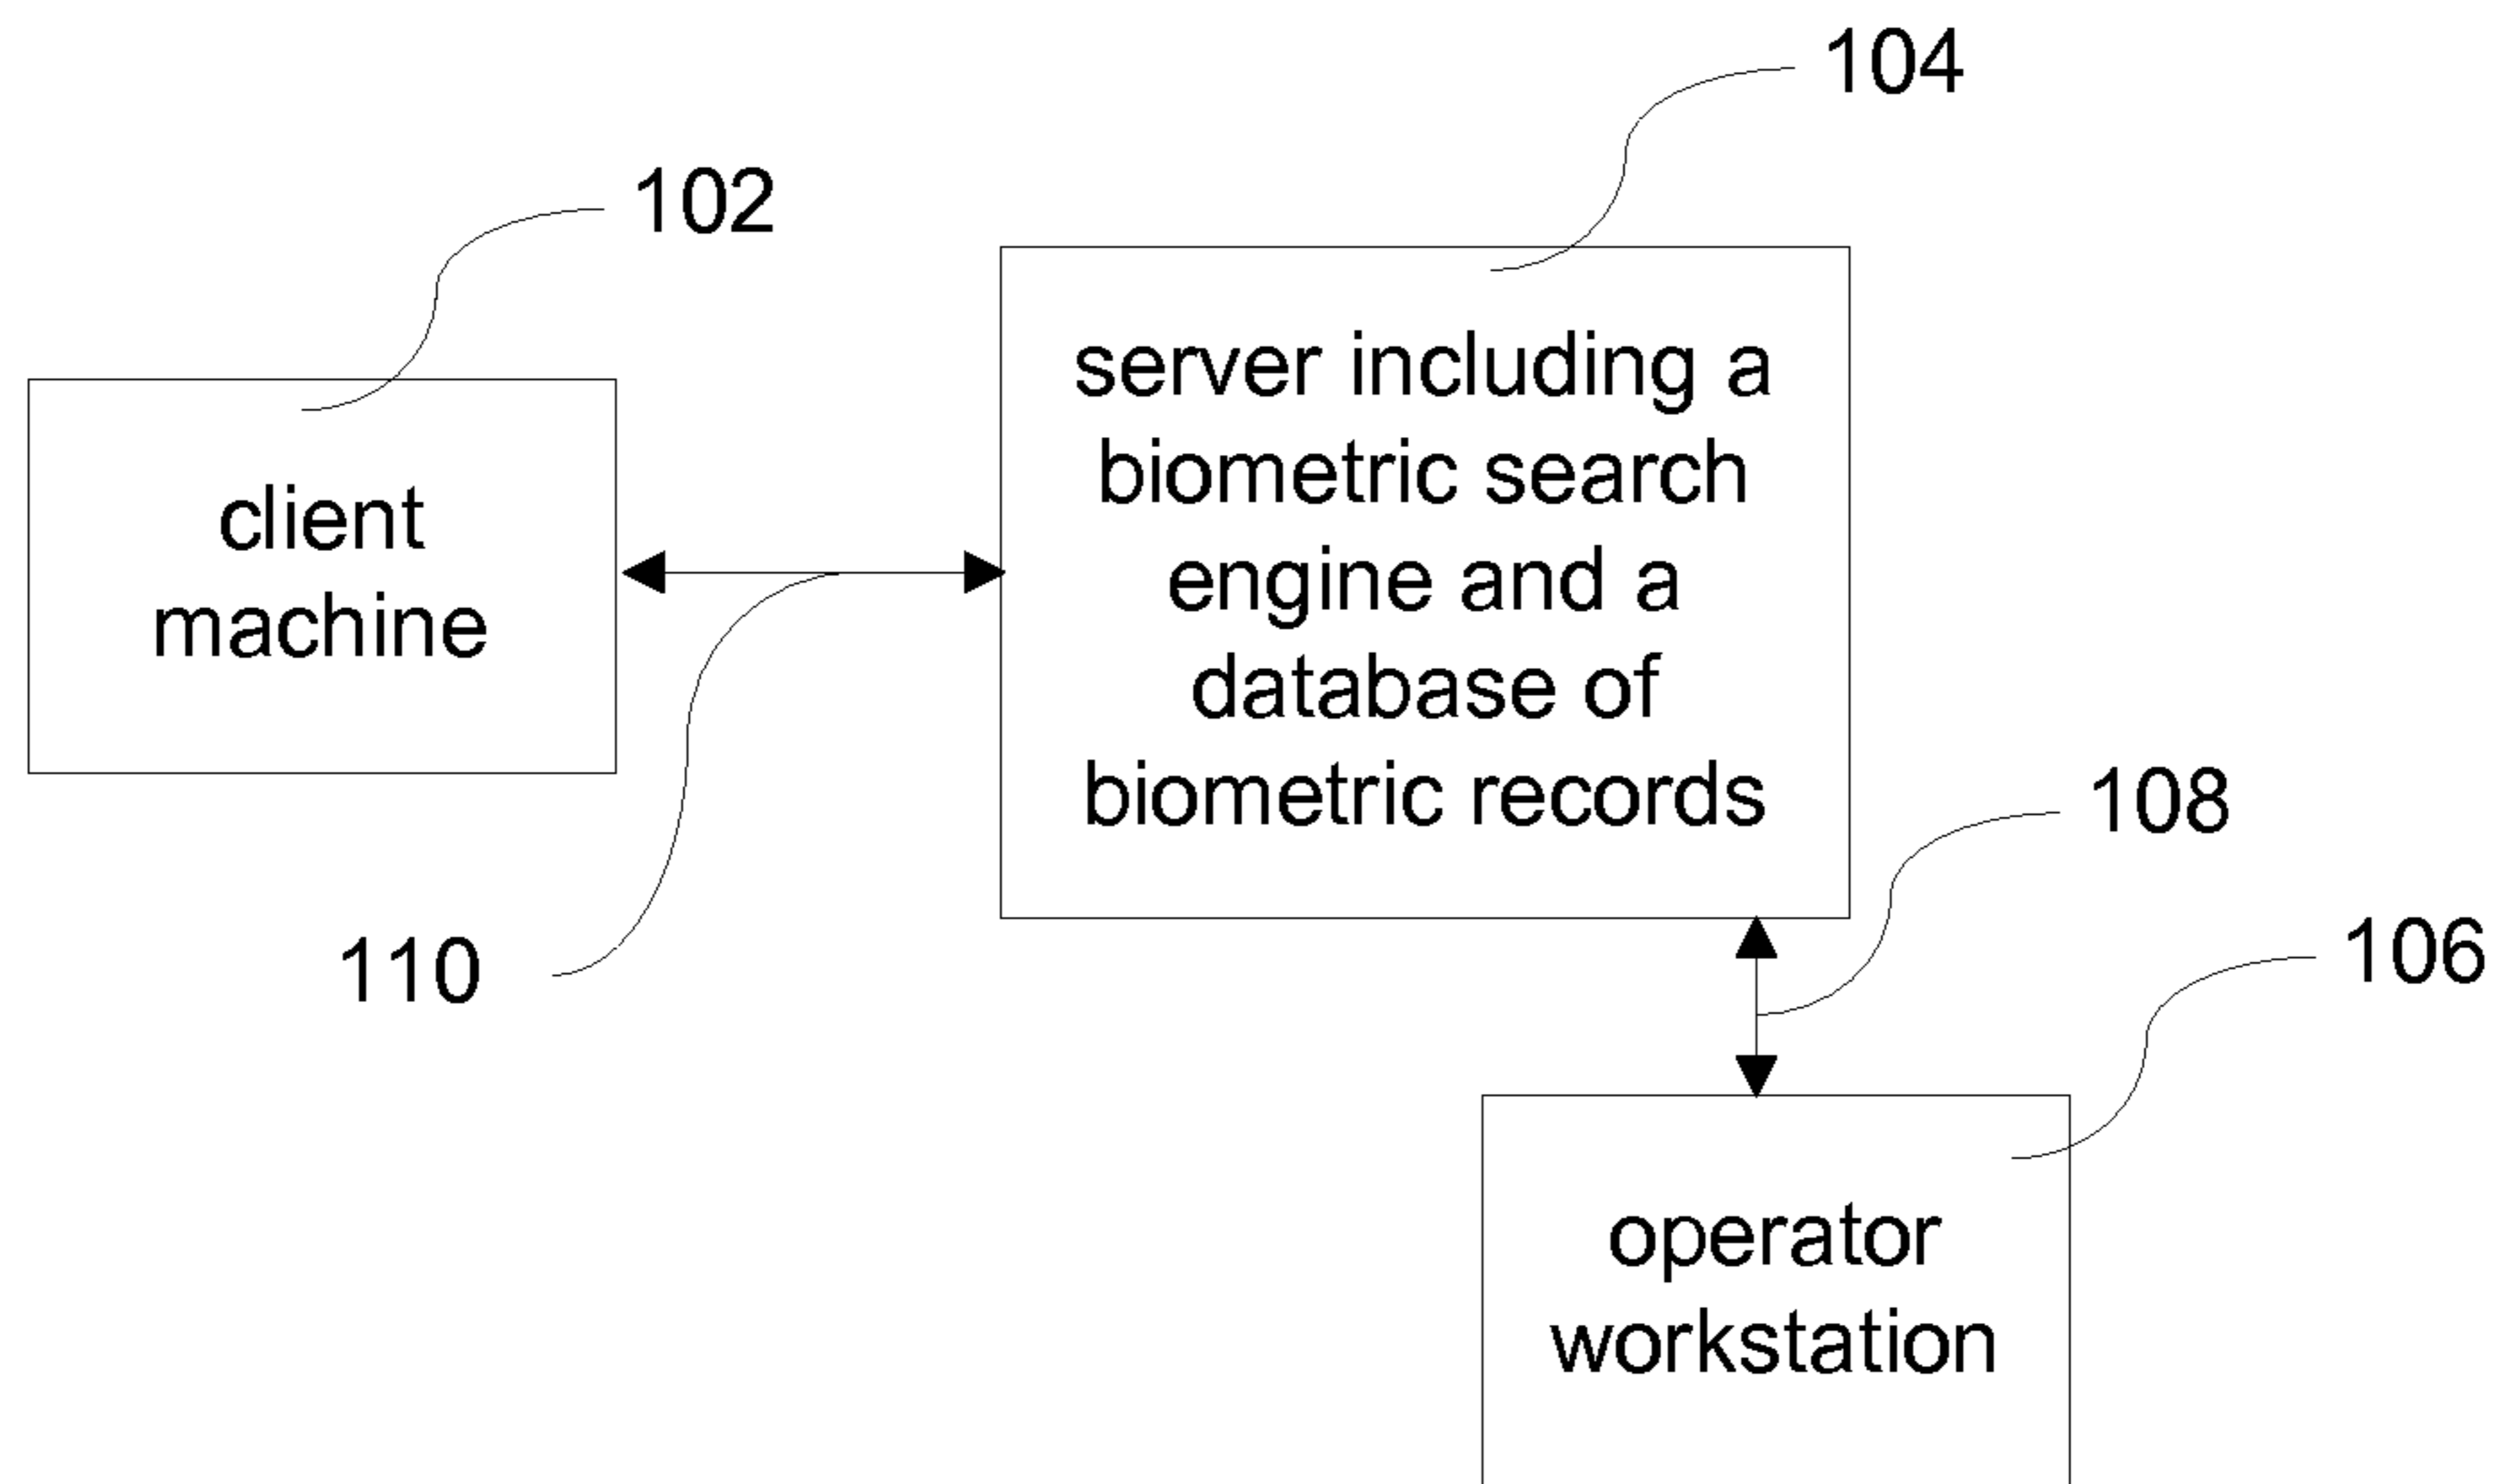 104
102
server including a
biometric search
engine and a
database of
biometric records
client
machine
108
110
106
operator
workstation